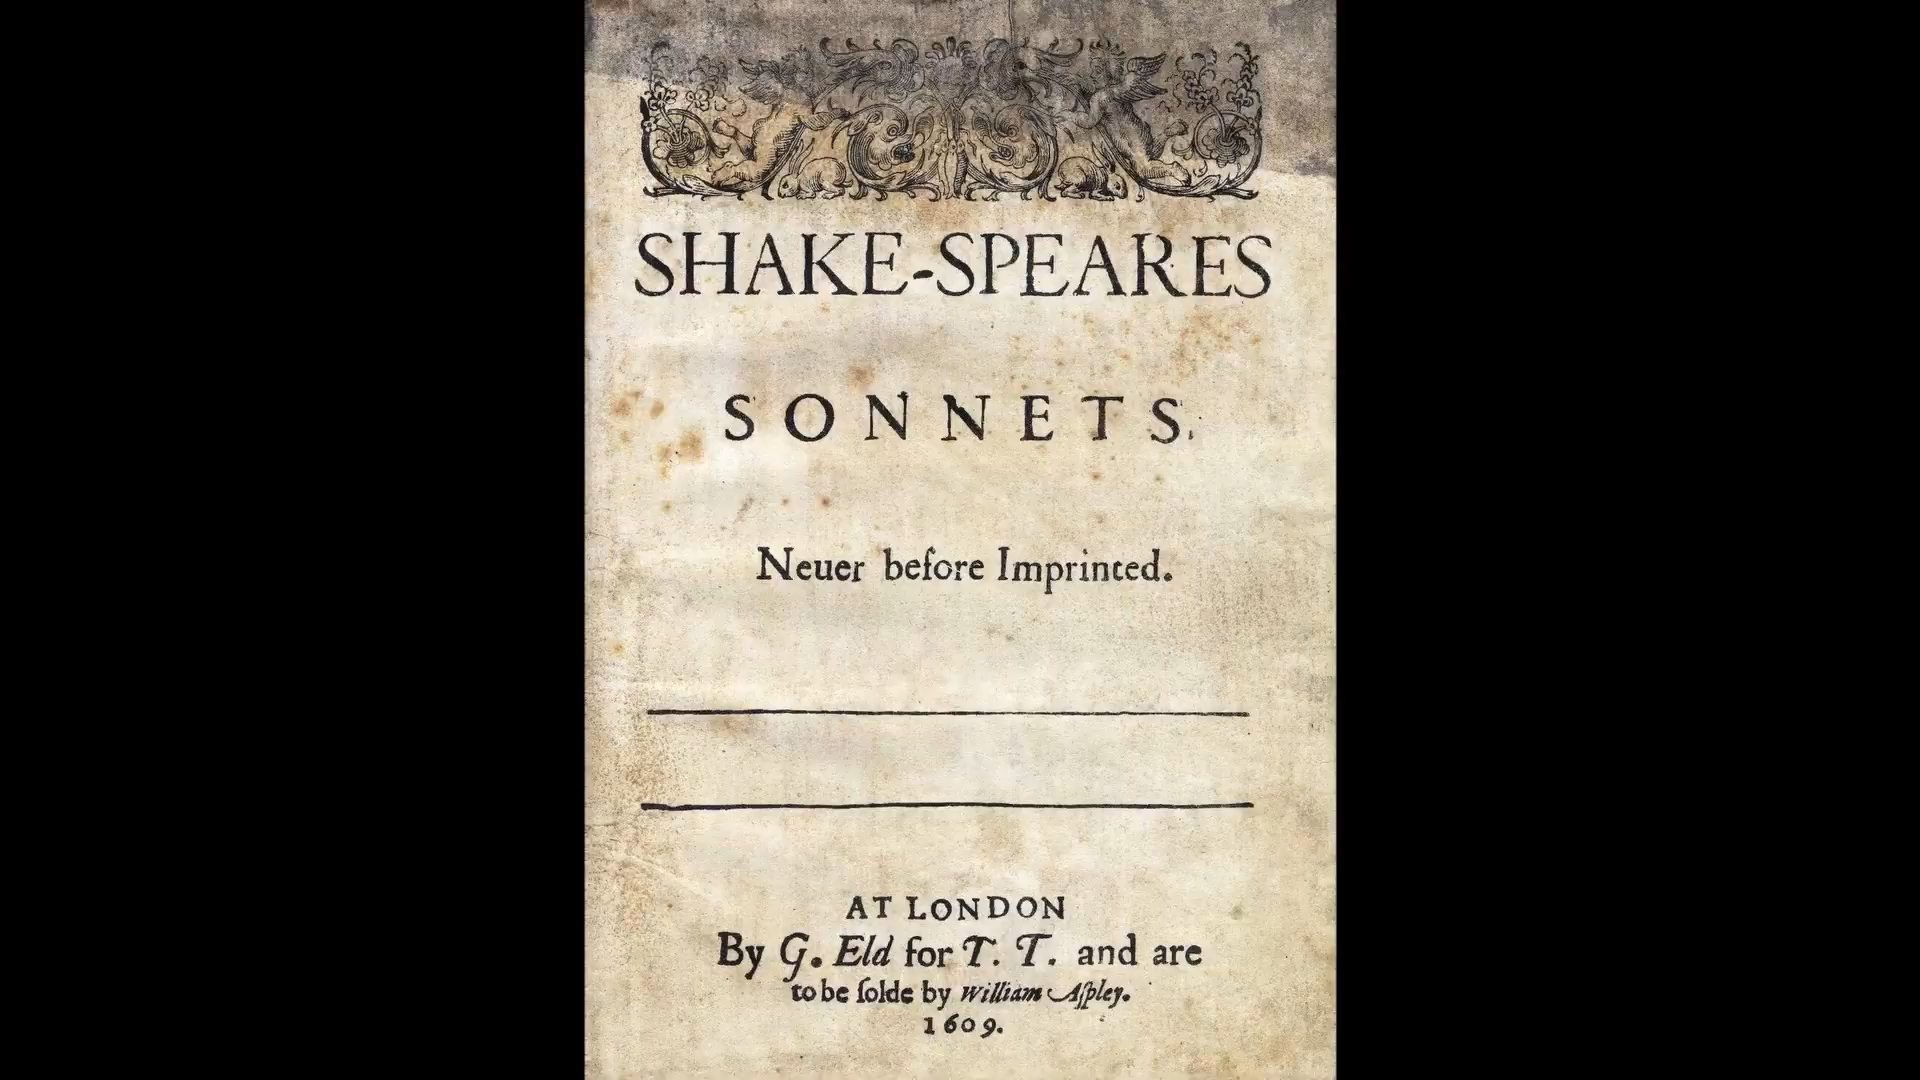 SHAKE-SPEARES
SONNETS.
Neuer before Imprinted.
AT LONDON
By G. Eld for T. T. and are
to be ſolde by William Aſpley.
1609.